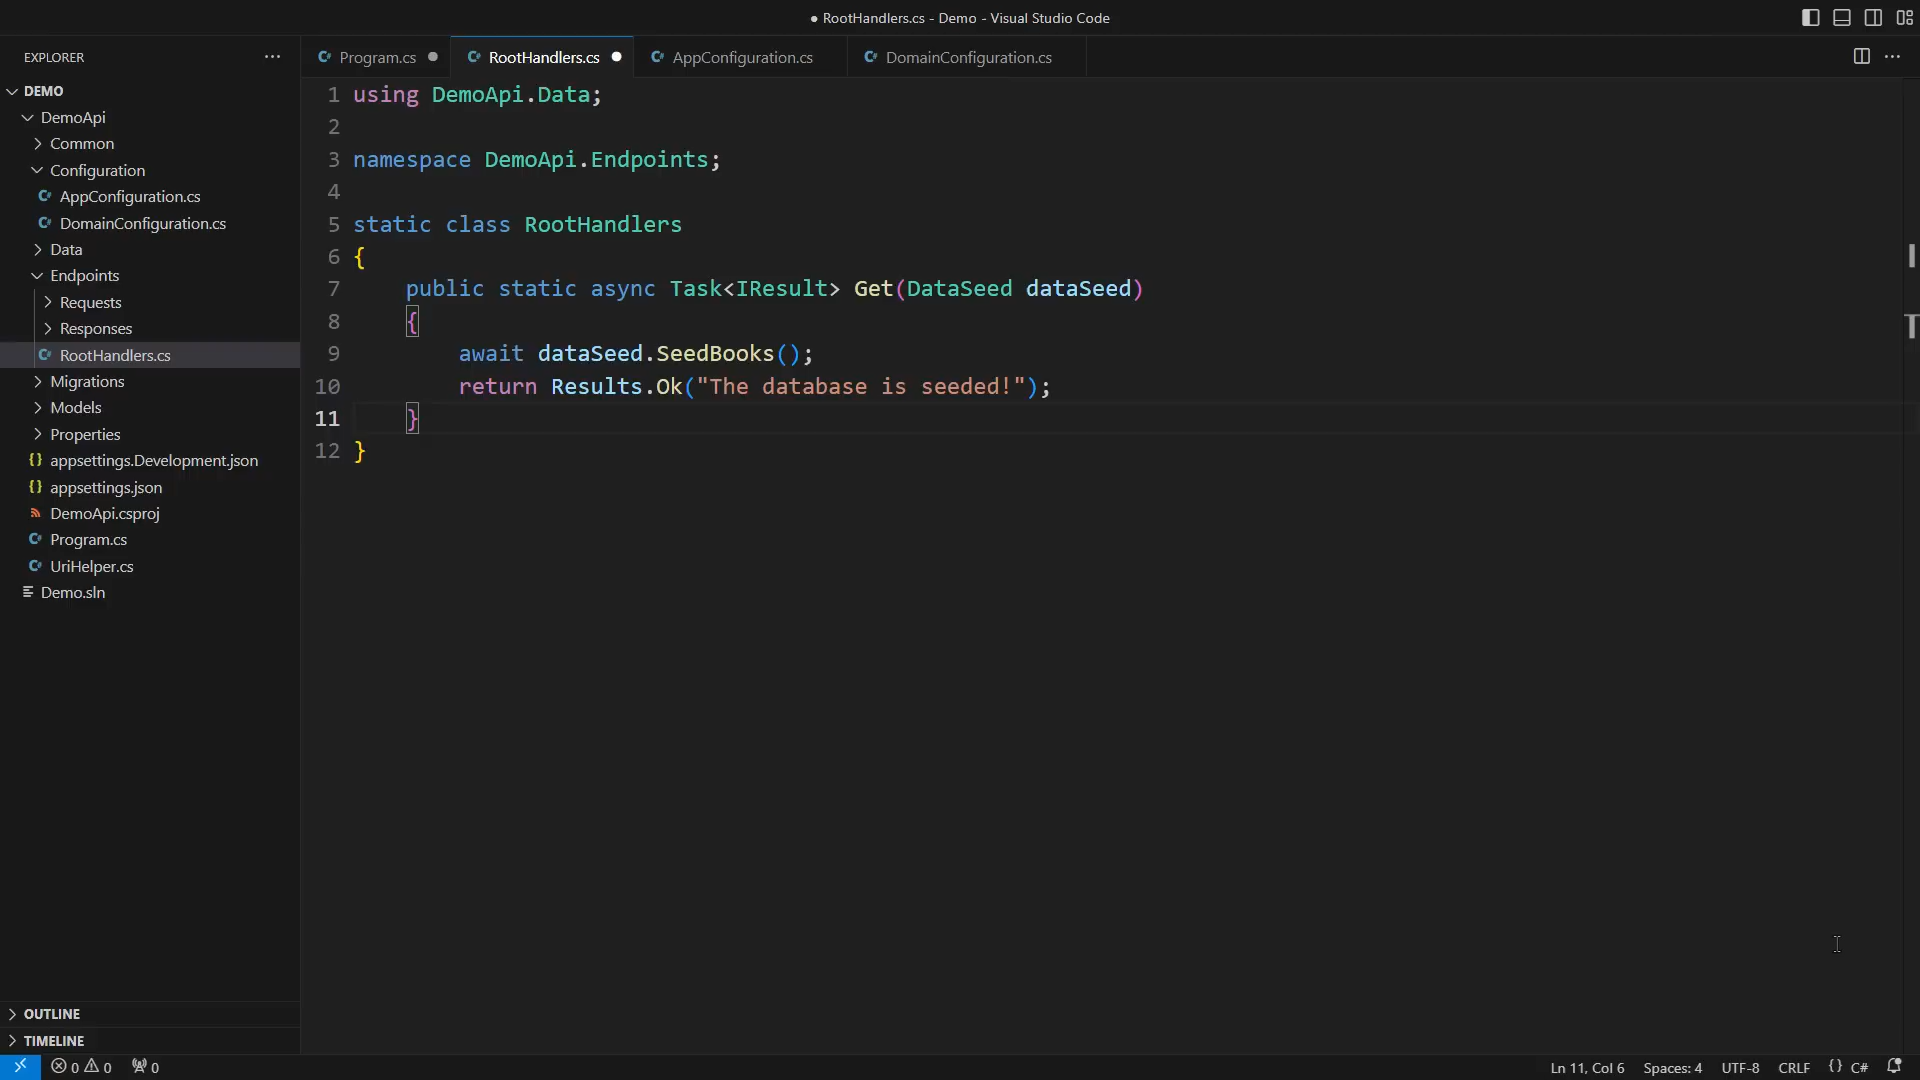 ● RootHandlers.cs - Demo - Visual Studio Code
EXPLORER
Program.cs
RootHandlers.cs
AppConfiguration.cs
DomainConfiguration.cs
DEMO
DemoApi
Common
Configuration
AppConfiguration.cs
DomainConfiguration.cs
Data
Endpoints
Requests
Responses
RootHandlers.cs
Migrations
Models
Properties
{} appsettings.Development.json
{} appsettings.json
DemoApi.csproj
Program.cs
UriHelper.cs
Demo.sln
OUTLINE
TIMELINE
1 using DemoApi.Data;
2
3 namespace DemoApi.Endpoints;
4
5 static class RootHandlers
6 {
7 public static async Task<IResult> Get(DataSeed dataSeed)
8 {
9 await dataSeed.SeedBooks();
10 return Results.Ok("The database is seeded!");
11 }
12 }
0 0 0
Ln 11, Col 6 Spaces: 4 UTF-8 CRLF {} C#